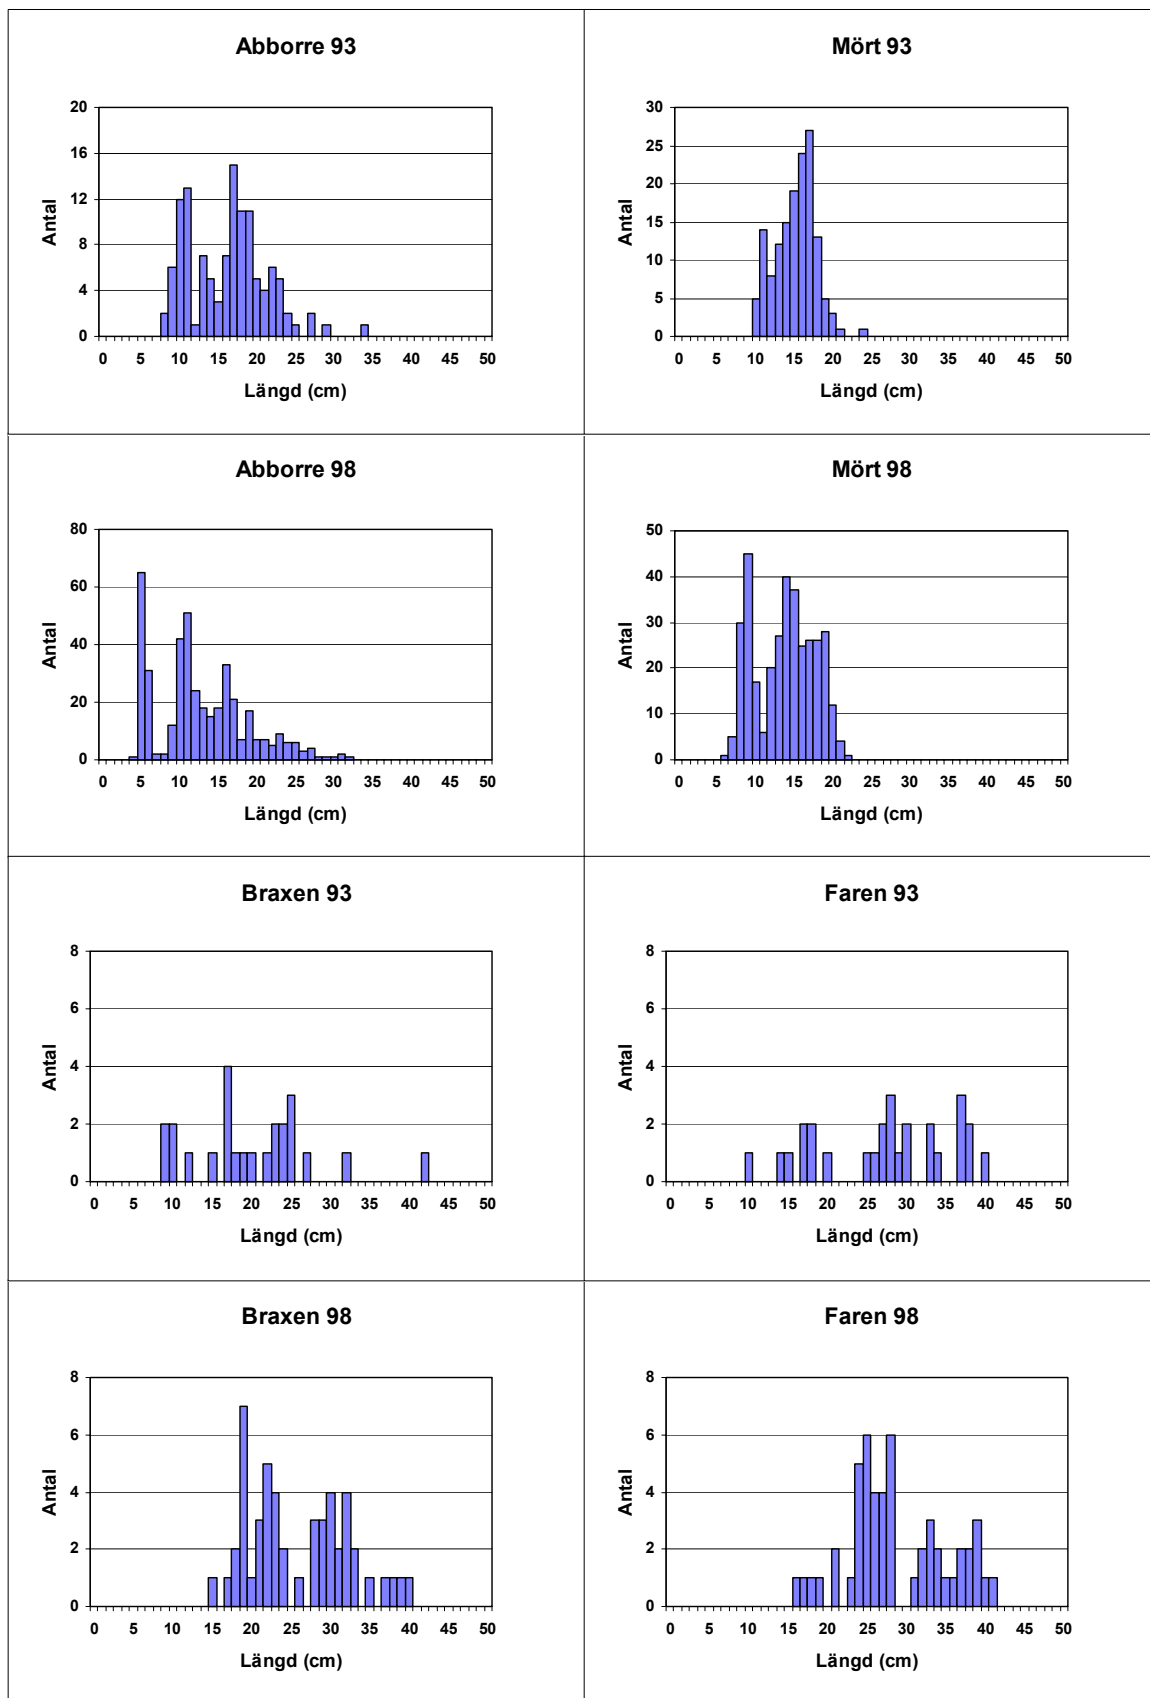 Abborre 93
Antal
20
16
12
8
4
0
0 5 10 15 20 25 30 35 40 45 50
Längd (cm)
Mört 93
Antal
30
25
20
15
10
5
0
0 5 10 15 20 25 30 35 40 45 50
Längd (cm)
Abborre 98
Antal
80
60
40
20
0
0 5 10 15 20 25 30 35 40 45 50
Längd (cm)
Mört 98
Antal
50
40
30
20
10
0
0 5 10 15 20 25 30 35 40 45 50
Längd (cm)
Braxen 93
Antal
8
6
4
2
0
0 5 10 15 20 25 30 35 40 45 50
Längd (cm)
Faren 93
Antal
8
6
4
2
0
0 5 10 15 20 25 30 35 40 45 50
Längd (cm)
Braxen 98
Antal
8
6
4
2
0
0 5 10 15 20 25 30 35 40 45 50
Längd (cm)
Faren 98
Antal
8
6
4
2
0
0 5 10 15 20 25 30 35 40 45 50
Längd (cm)